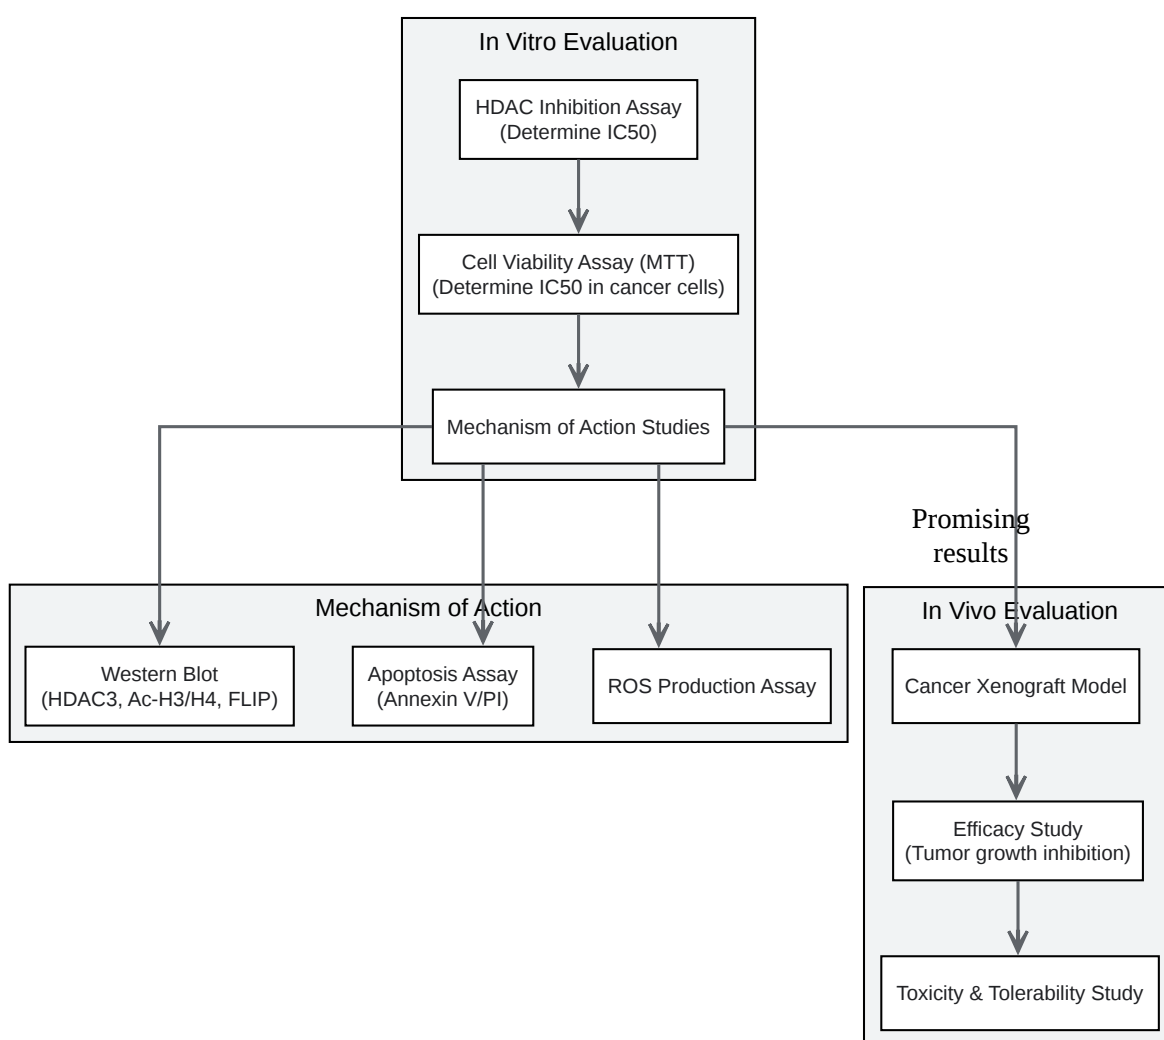 In Vitro Evaluation
HDAC Inhibition Assay
(Determine IC50)
Cell Viability Assay (MTT)
(Determine IC50 in cancer cells)
Mechanism of Action Studies
Promising
results
Mechanism of Action
Western Blot
(HDAC3, Ac-H3/H4, FLIP)
Apoptosis Assay
(Annexin V/PI)
ROS Production Assay
In Vivo Evaluation
Cancer Xenograft Model
Efficacy Study
(Tumor growth inhibition)
Toxicity & Tolerability Study